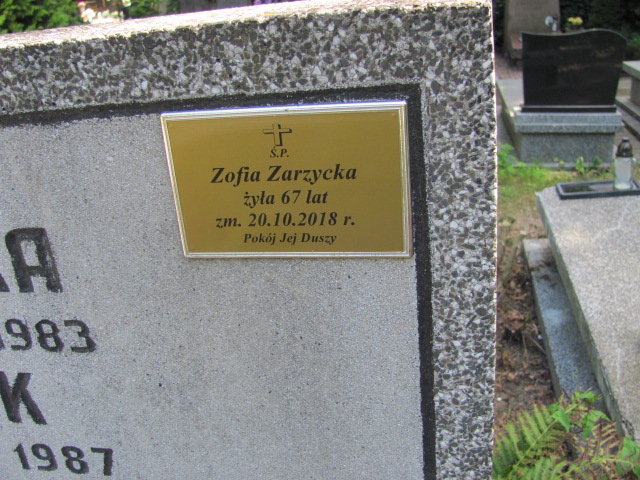 Ś.P.
Zofia Zarzycka
żyła 67 lat
zm. 20.10.2018 r.
Pokój Jej Duszy
1983
1987